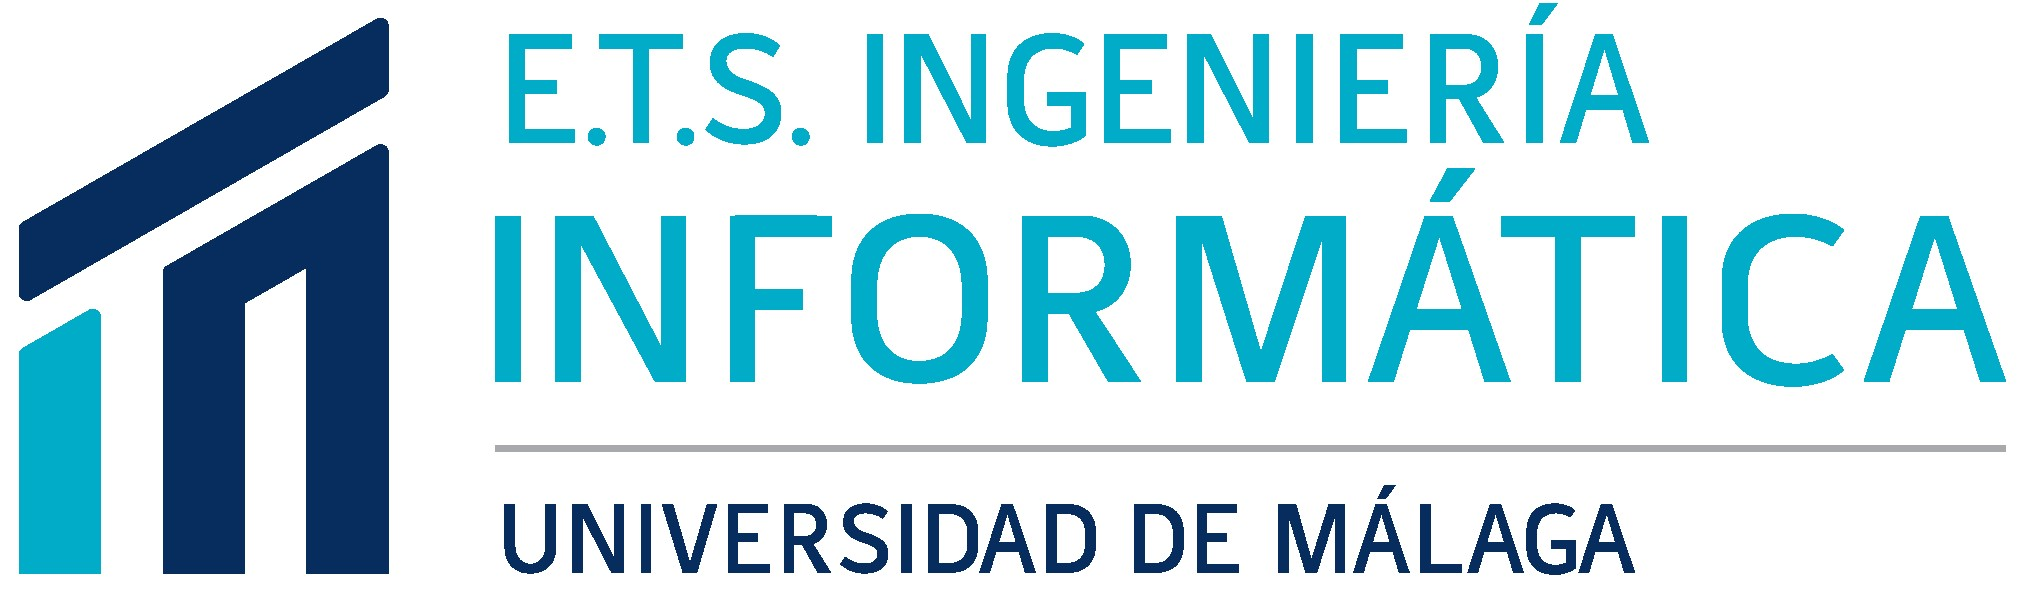 E.T.S. INGENIERÍA
INFORMÁTICA
UNIVERSIDAD DE MÁLAGA